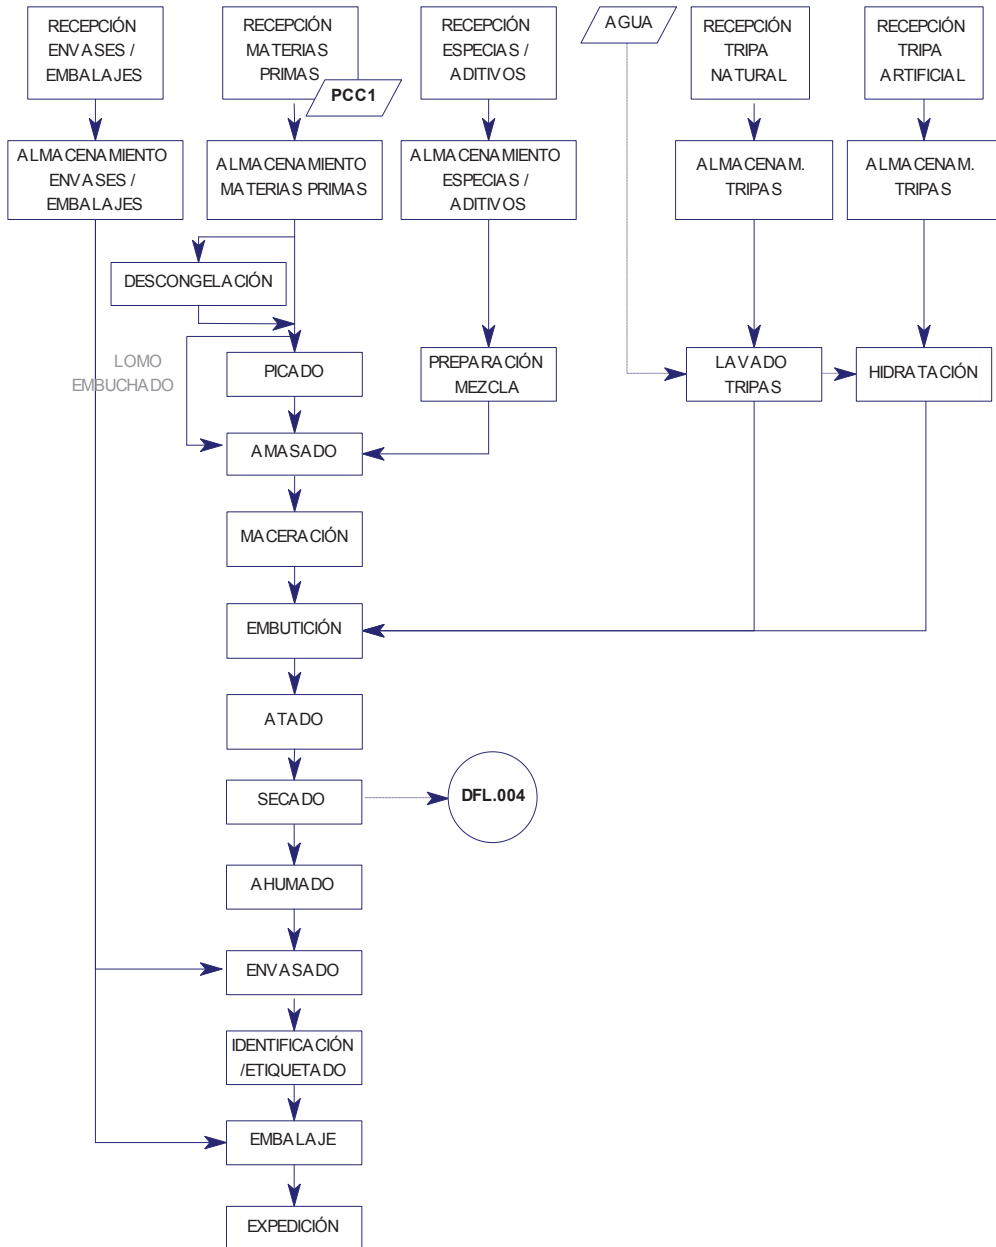 RECEPCIÓN
ENVASES /
EMBALAJES
RECEPCIÓN
MATERIAS
PRIMAS
PCC1
RECEPCIÓN
ESPECIAS /
ADITIVOS
AGUA
RECEPCIÓN
TRIPA
NATURAL
RECEPCIÓN
TRIPA
ARTIFICIAL
ALMACENAMIENTO
ENVASES /
EMBALAJES
ALMACENAMIENTO
MATERIAS PRIMAS
ALMACENAMIENTO
ESPECIAS /
ADITIVOS
ALMACENAM.
TRIPAS
ALMACENAM.
TRIPAS
DESCONGELACIÓN
LOMO
EMBUCHADO
PICADO
PREPARACIÓN
MEZCLA
LAVADO
TRIPAS
HIDRATACIÓN
AMASADO
MACERACIÓN
EMBUTICIÓN
ATADO
SECADO
DFL.004
AHUMADO
ENVASADO
IDENTIFICACIÓN
/ETIQUETADO
EMBALAJE
EXPEDICIÓN